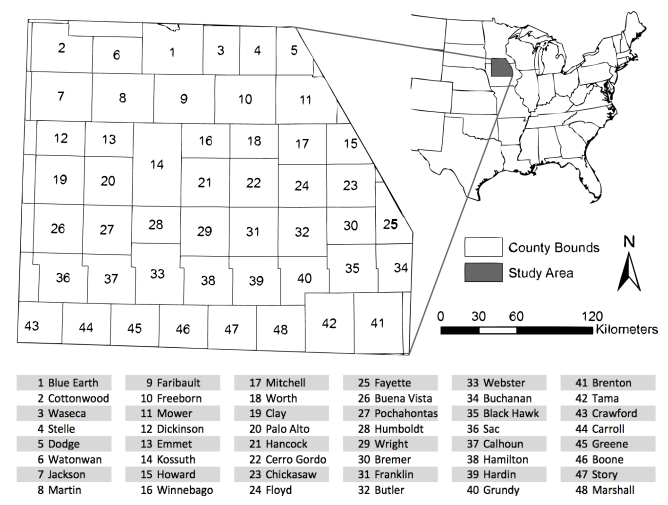 2 6 1 3 4 5
7 8 9 10 11
12 13 14 16 18 17 15
19 20 21 22 24 23
26 27 28 29 31 32 30 25
36 37 33 38 39 40 35 34
43 44 45 46 47 48 42 41
County Bounds
Study Area
N
0 30 60 120
Kilometers
1 Blue Earth 9 Faribault 17 Mitchell 25 Fayette 33 Webster 41 Brenton
2 Cottonwood 10 Freeborn 18 Worth 26 Buena Vista 34 Buchanan 42 Tama
3 Waseca 11 Mower 19 Clay 27 Pocahontas 35 Black Hawk 43 Crawford
4 Stelle 12 Dickinson 20 Palo Alto 28 Humboldt 36 Sac 44 Carroll
5 Dodge 13 Emmet 21 Hancock 29 Wright 37 Calhoun 45 Greene
6 Watonwan 14 Kossuth 22 Cerro Gordo 30 Bremer 38 Hamilton 46 Boone
7 Jackson 15 Howard 23 Chickasaw 31 Franklin 39 Hardin 47 Story
8 Martin 16 Winnebago 24 Floyd 32 Butler 40 Grundy 48 Marshall